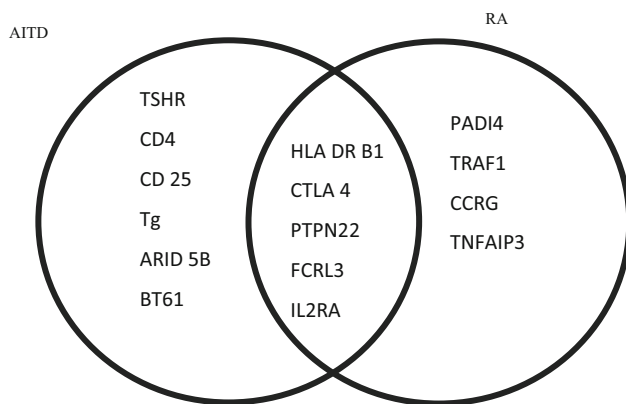 AITD
RA
TSHR
CD4
CD 25
Tg
ARID 5B
BT61
HLA DR B1
CTLA 4
PTPN22
FCRL3
IL2RA
PADI4
TRAF1
CCRG
TNFAIP3